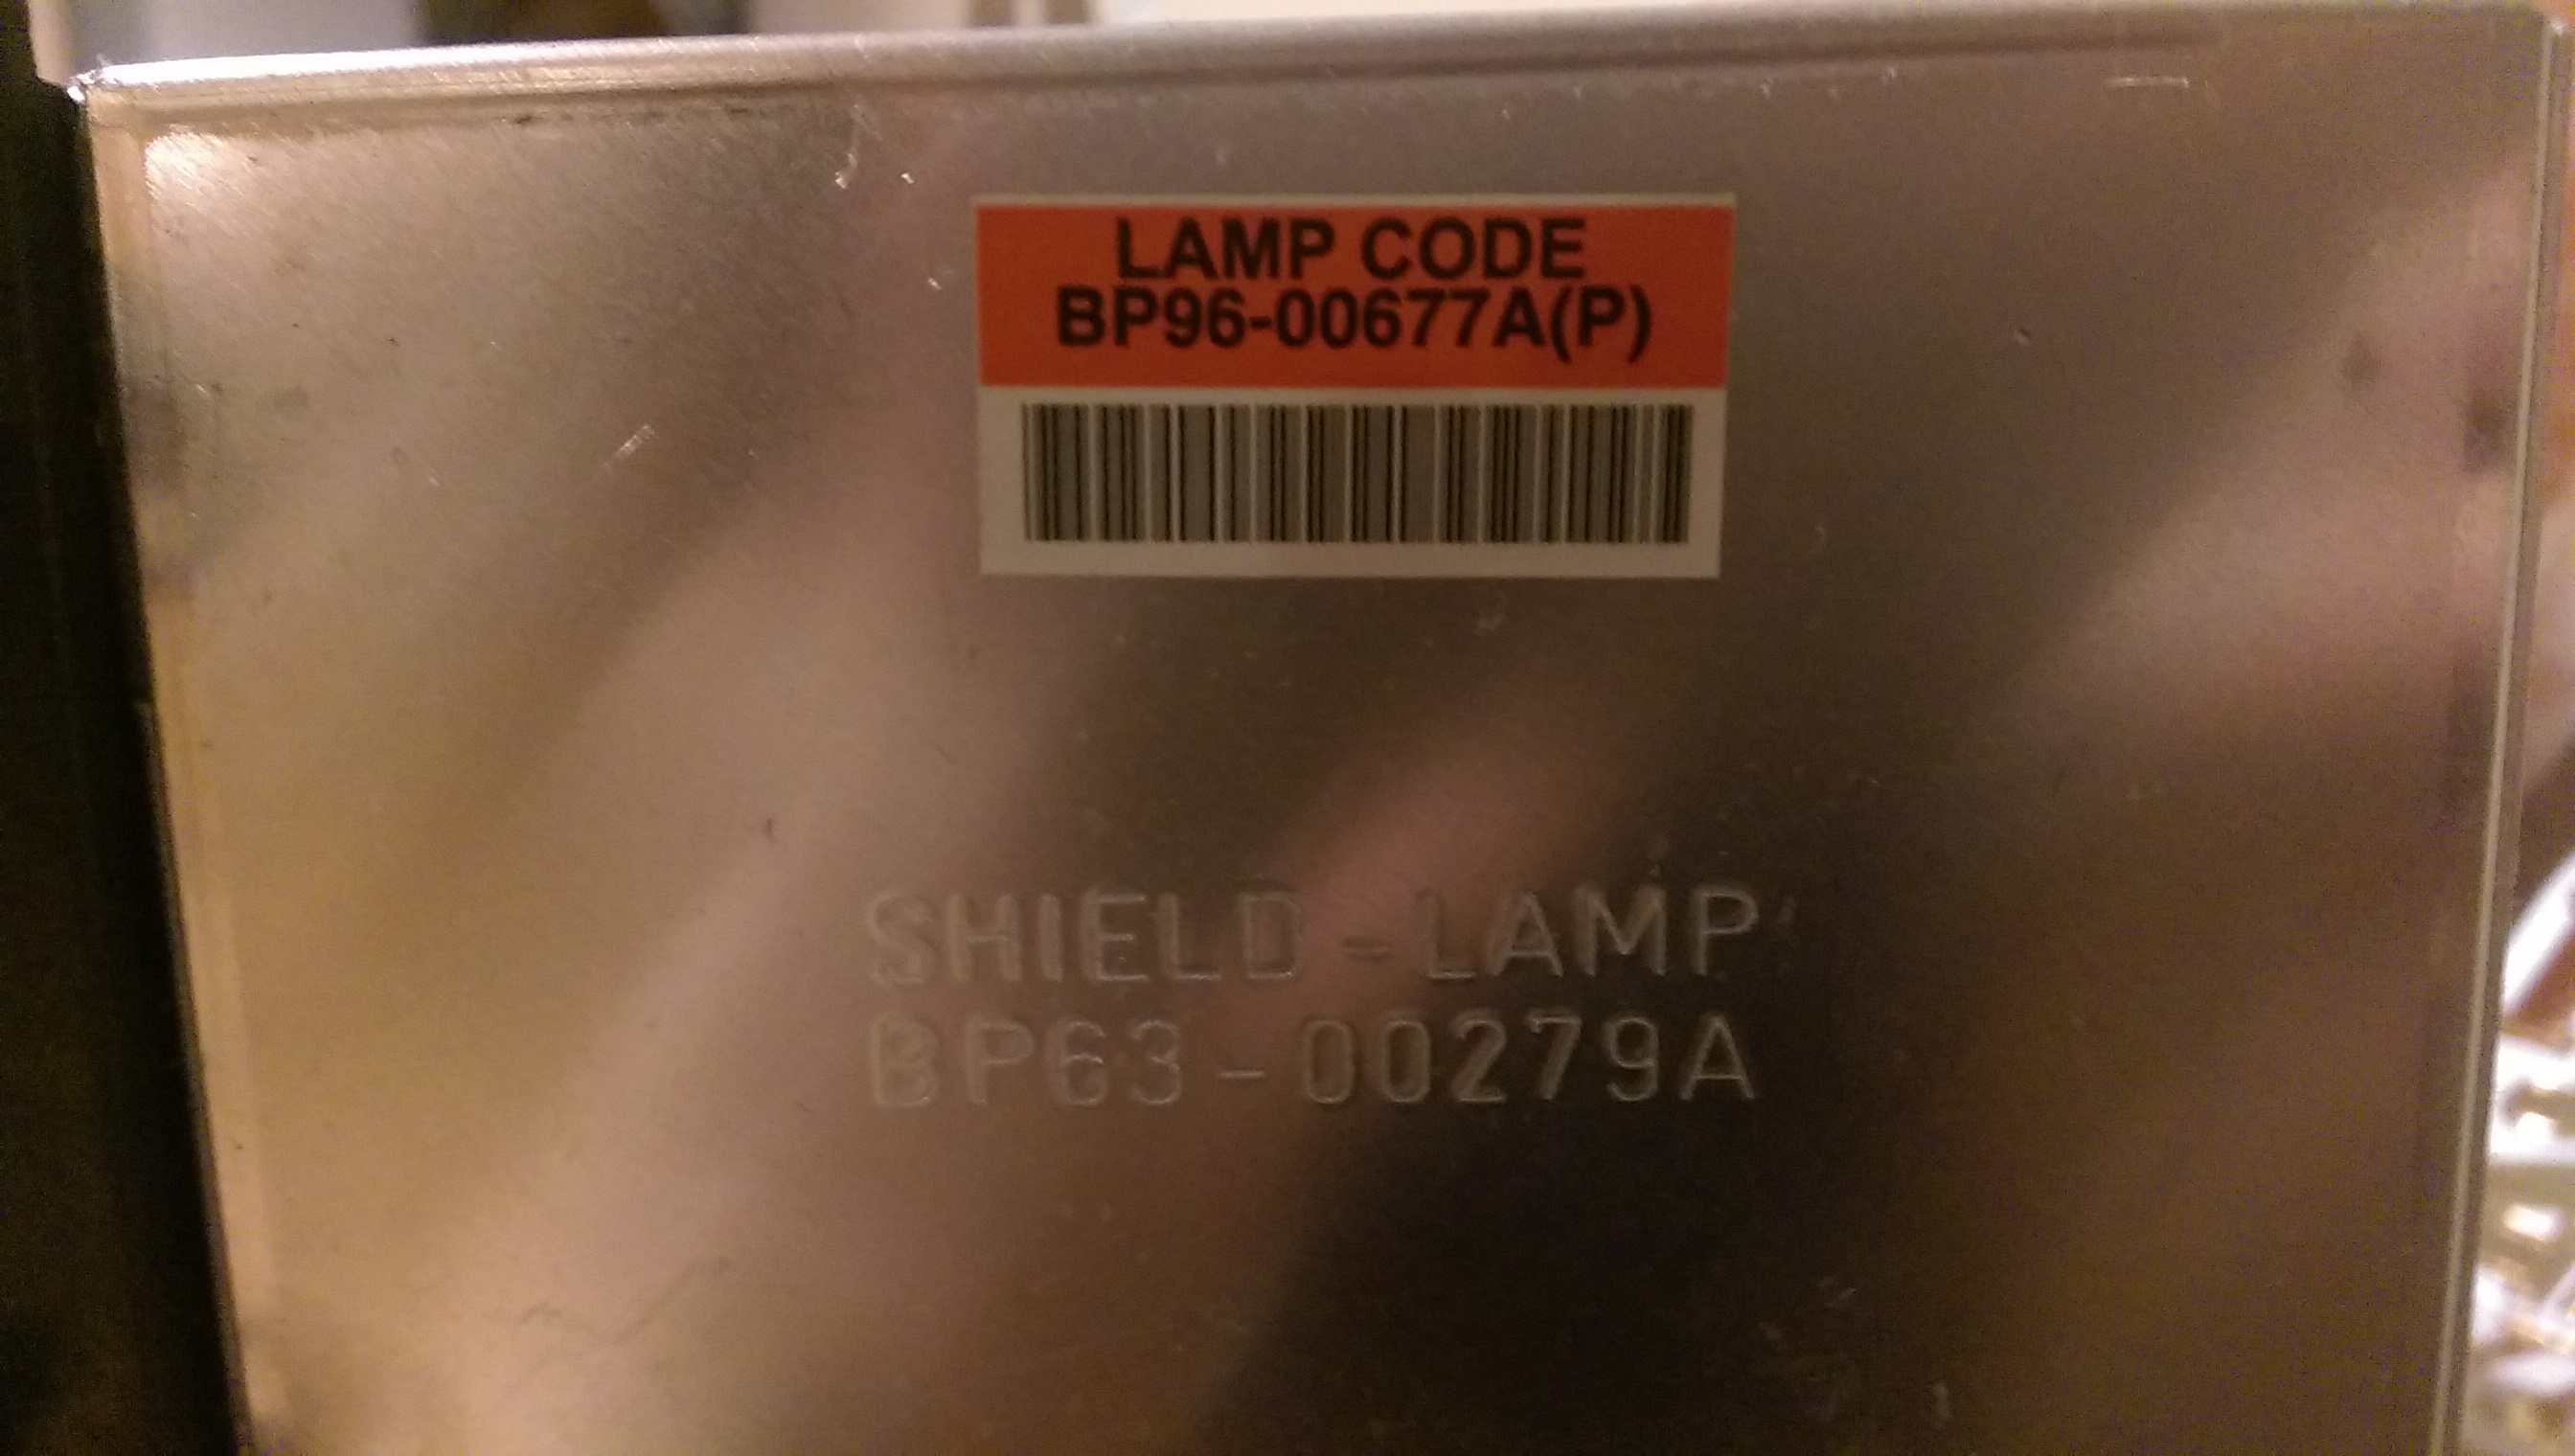 LAMP CODE
BP96-00677A(P)
SHIELD-LAMP
BP63-00279A